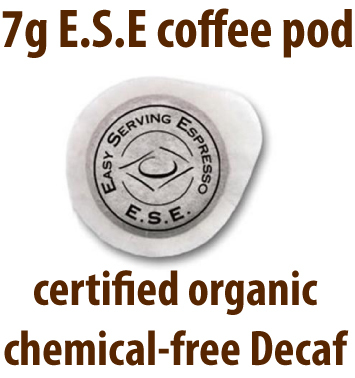 7g E.S.E coffee pod
EASY SERVING ESPRESSO
E.S.E.
certified organic
chemical-free Decaf